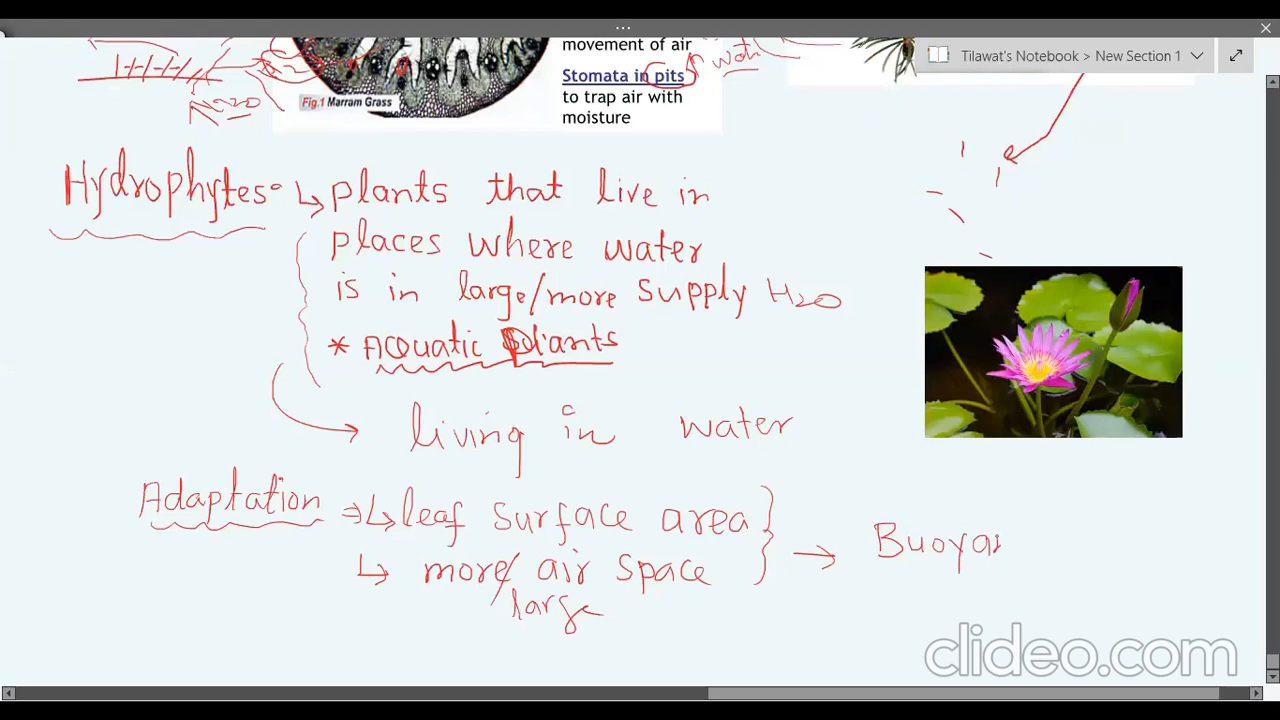 movement of air
Tilawat's Notebook > New Section 1
Stomata in pits
to trap air with
moisture
Fig.1 Marram Grass
Hydrophytes
plants that live in
places where water
is in large/more supply H2O
* Aquatic plants
living in water
Adaptation
leaf surface area
more/ air space
large
Buoyan
clideo.com